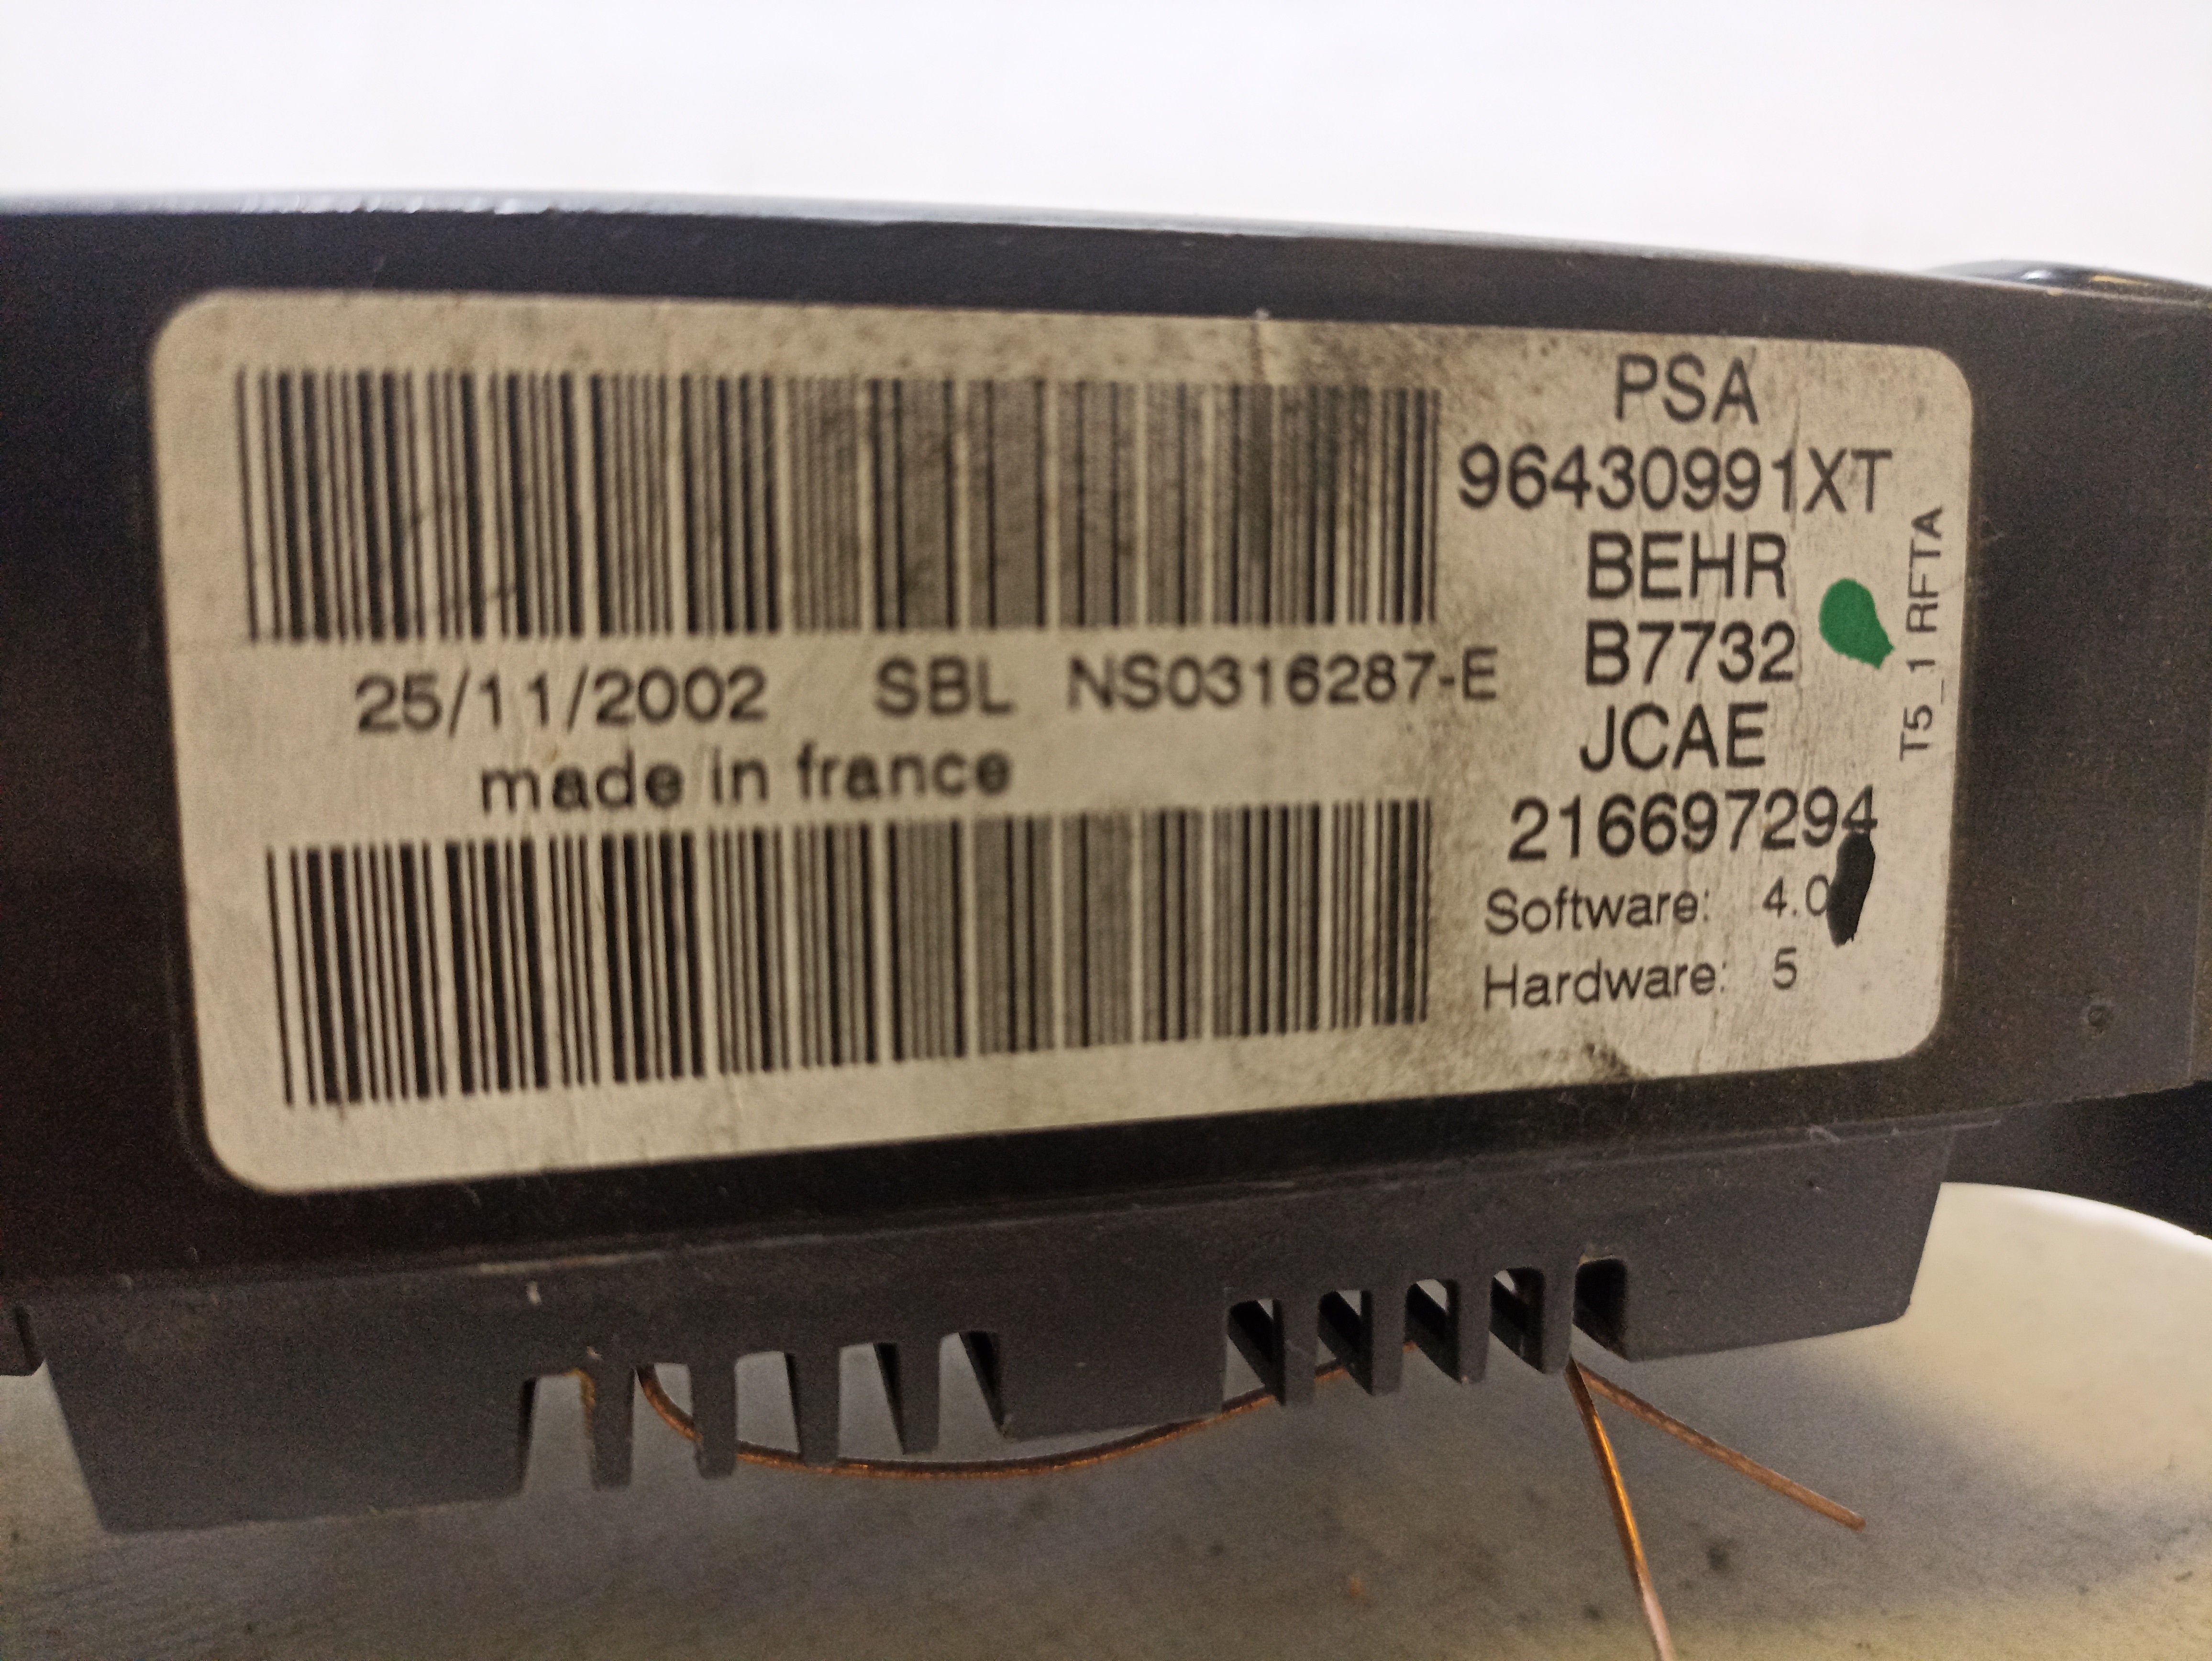 PSA
96430991XT
BEHR
B7732
JCAE
216697294
Software: 4.0
Hardware: 5
T5_1 RFTA
25/11/2002 SBL NS0316287-E
made in france